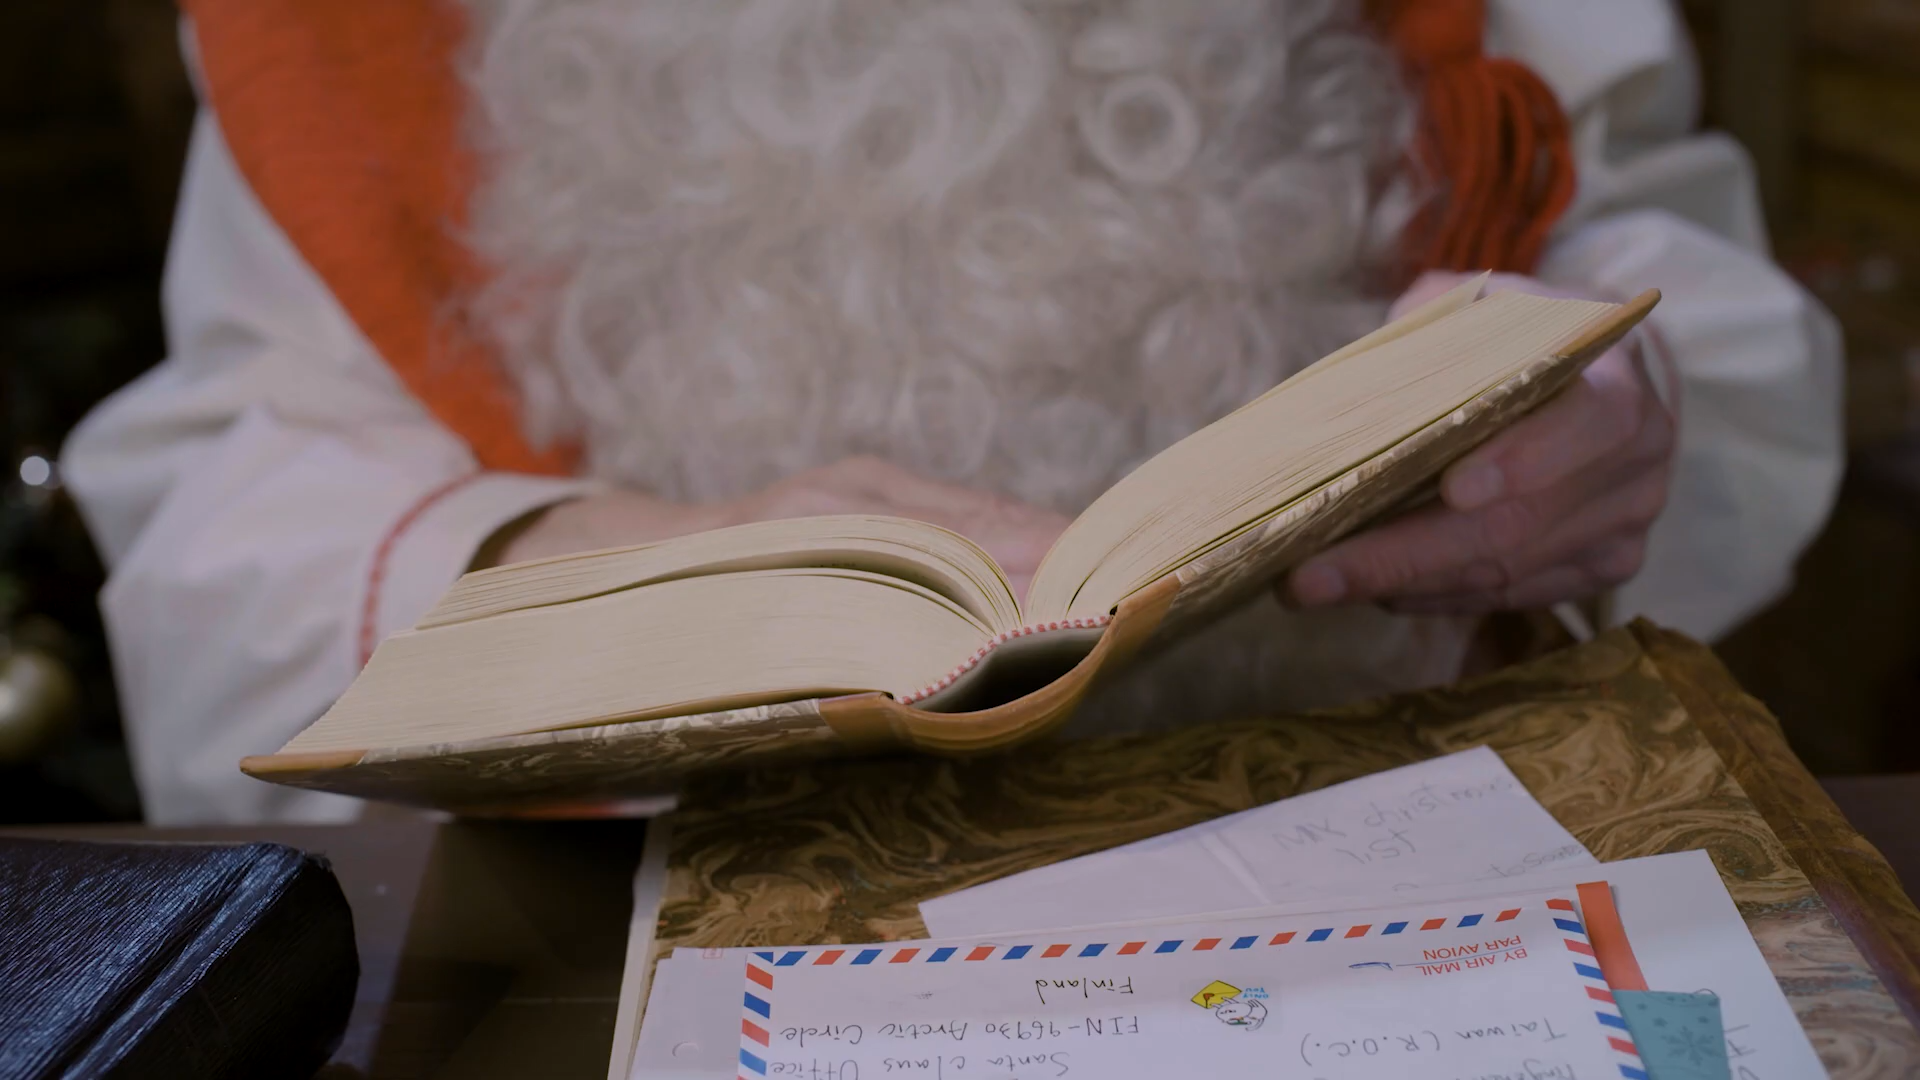 My christmas
list
BY AIR MAIL
PAR AVION
Taiwan (R.O.C.)
Santa claus Office
FIN-96930 Arctic Circle
Finland